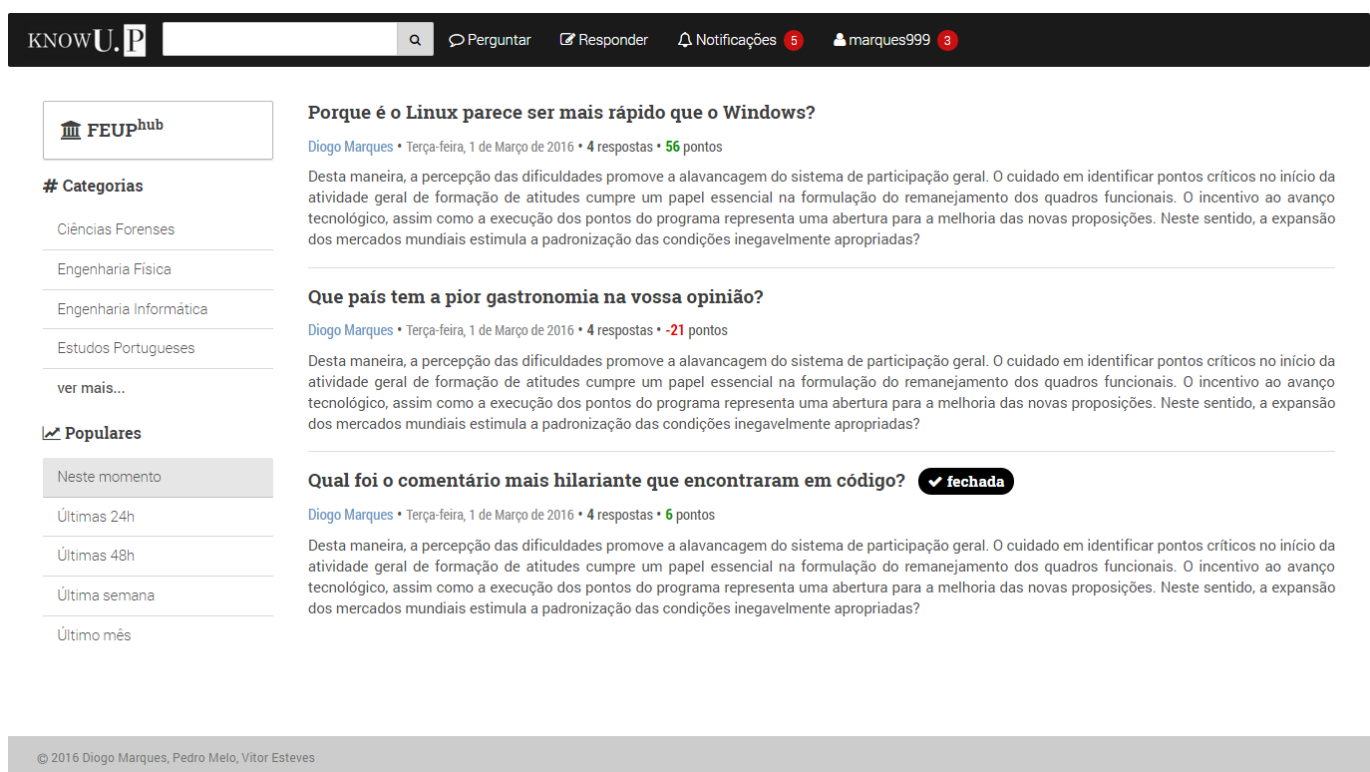 KNOWU.P
Perguntar
Responder
Notificações 5
marques999 3
FEUPhub
# Categorias
Ciências Forenses
Engenharia Física
Engenharia Informática
Estudos Portugueses
ver mais...
Populares
Neste momento
Últimas 24h
Últimas 48h
Última semana
Último mês
Porque é o Linux parece ser mais rápido que o Windows?
Diogo Marques • Terça-feira, 1 de Março de 2016 • 4 respostas • 56 pontos
Desta maneira, a percepção das dificuldades promove a alavancagem do sistema de participação geral. O cuidado em identificar pontos críticos no início da
atividade geral de formação de atitudes cumpre um papel essencial na formulação do remanejamento dos quadros funcionais. O incentivo ao avanço
tecnológico, assim como a execução dos pontos do programa representa uma abertura para a melhoria das novas proposições. Neste sentido, a expansão
dos mercados mundiais estimula a padronização das condições inegavelmente apropriadas?
Que país tem a pior gastronomia na vossa opinião?
Diogo Marques • Terça-feira, 1 de Março de 2016 • 4 respostas • -21 pontos
Desta maneira, a percepção das dificuldades promove a alavancagem do sistema de participação geral. O cuidado em identificar pontos críticos no início da
atividade geral de formação de atitudes cumpre um papel essencial na formulação do remanejamento dos quadros funcionais. O incentivo ao avanço
tecnológico, assim como a execução dos pontos do programa representa uma abertura para a melhoria das novas proposições. Neste sentido, a expansão
dos mercados mundiais estimula a padronização das condições inegavelmente apropriadas?
Qual foi o comentário mais hilariante que encontraram em código? fechada
Diogo Marques • Terça-feira, 1 de Março de 2016 • 4 respostas • 6 pontos
Desta maneira, a percepção das dificuldades promove a alavancagem do sistema de participação geral. O cuidado em identificar pontos críticos no início da
atividade geral de formação de atitudes cumpre um papel essencial na formulação do remanejamento dos quadros funcionais. O incentivo ao avanço
tecnológico, assim como a execução dos pontos do programa representa uma abertura para a melhoria das novas proposições. Neste sentido, a expansão
dos mercados mundiais estimula a padronização das condições inegavelmente apropriadas?
© 2016 Diogo Marques, Pedro Melo, Vitor Esteves